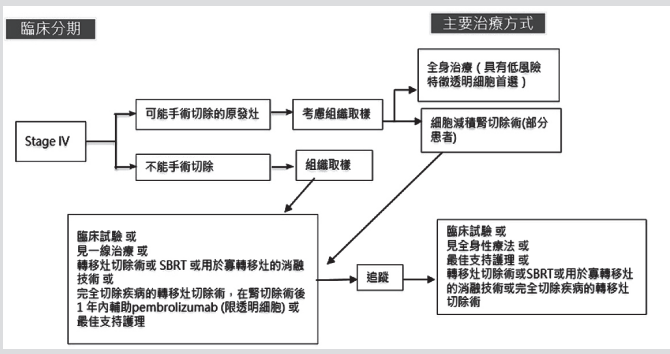 臨床分期
主要治療方式
Stage IV
可能手術切除的原發灶
考慮組織取樣
全身治療（具有低風險
特徵透明細胞首選）
細胞減積腎切除術(部分
患者)
不能手術切除
組織取樣
臨床試驗 或
見一線治療 或
轉移灶切除術或 SBRT 或用於寡轉移灶的消融
技術 或
完全切除疾病的轉移灶切除術，在腎切除術後
1 年內輔助pembrolizumab (限透明細胞) 或
最佳支持護理
追蹤
臨床試驗 或
見全身性療法 或
最佳支持護理 或
轉移灶切除術或SBRT或用於寡轉移灶
的消融技術或完全切除疾病的轉移灶
切除術